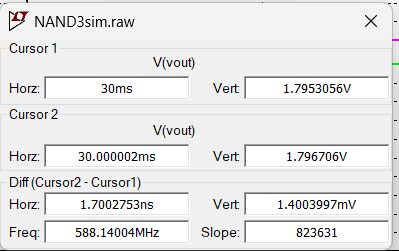 NAND3sim.raw
Cursor 1
V(vout)
Horz: 30ms Vert: 1.7953056V
Cursor 2
V(vout)
Horz: 30.000002ms Vert: 1.796706V
Diff (Cursor2 - Cursor1)
Horz: 1.7002753ns Vert: 1.4003997mV
Freq: 588.14004MHz Slope: 823631